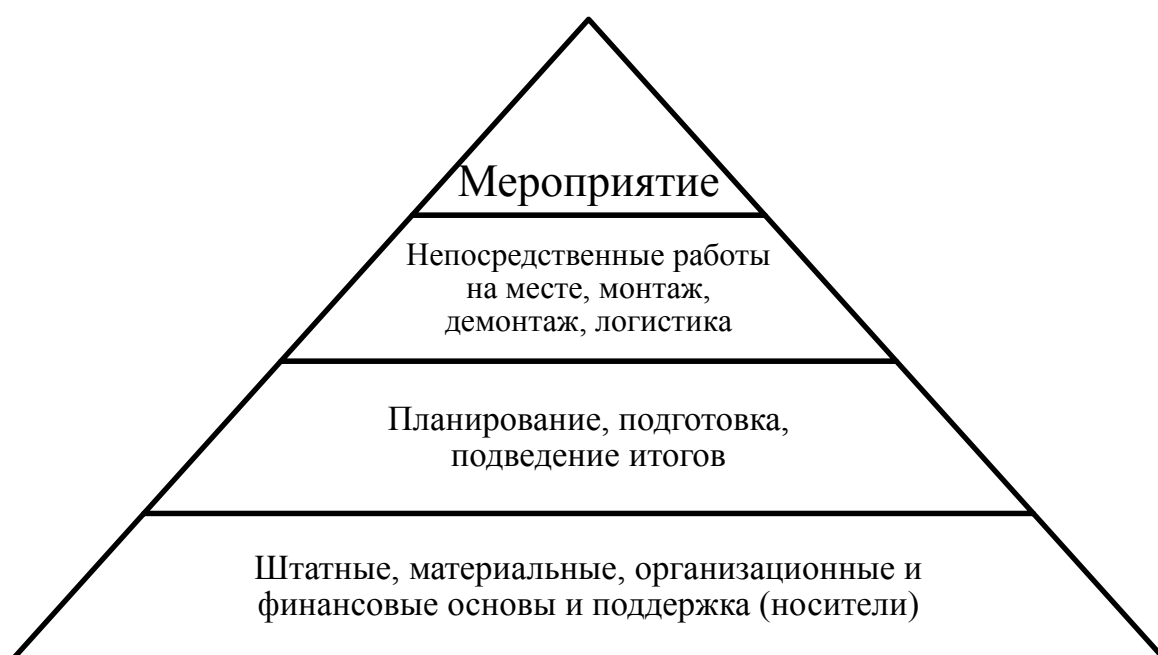 Мероприятие
Непосредственные работы
на месте, монтаж,
демонтаж, логистика
Планирование, подготовка,
подведение итогов
Штатные, материальные, организационные и
финансовые основы и поддержка (носители)